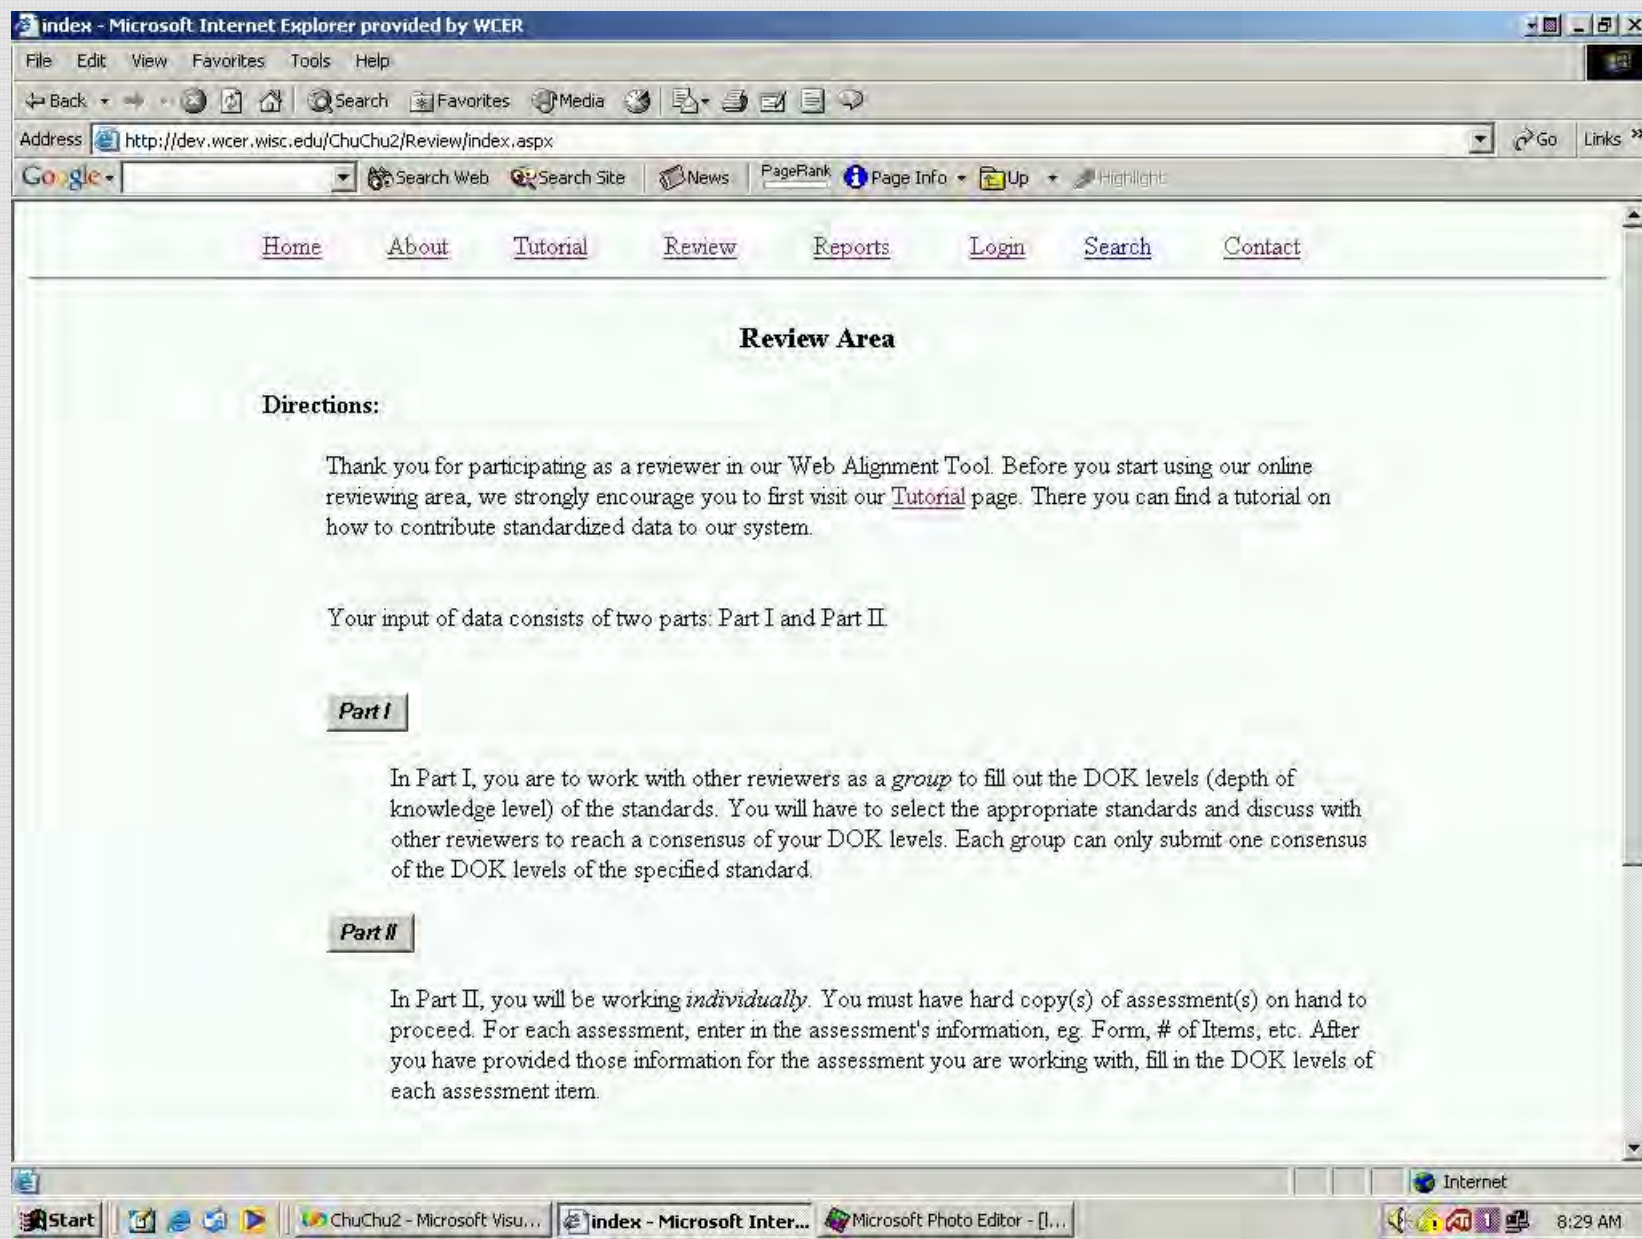 index - Microsoft Internet Explorer provided by WCER
File Edit View Favorites Tools Help
Back Search Favorites Media
Address http://dev.wcer.wisc.edu/ChuChu2/Review/index.aspx Go Links »
Google Search Web Search Site News PageRank Page Info Up Highlight
Home About Tutorial Review Reports Login Search Contact
Review Area
Directions:
Thank you for participating as a reviewer in our Web Alignment Tool. Before you start using our online
reviewing area, we strongly encourage you to first visit our Tutorial page. There you can find a tutorial on
how to contribute standardized data to our system.
Your input of data consists of two parts: Part I and Part II.
Part I
In Part I, you are to work with other reviewers as a group to fill out the DOK levels (depth of
knowledge level) of the standards. You will have to select the appropriate standards and discuss with
other reviewers to reach a consensus of your DOK levels. Each group can only submit one consensus
of the DOK levels of the specified standard.
Part II
In Part II, you will be working individually. You must have hard copy(s) of assessment(s) on hand to
proceed. For each assessment, enter in the assessment's information, eg. Form, # of Items, etc. After
you have provided those information for the assessment you are working with, fill in the DOK levels of
each assessment item.
Internet
Start ChuChu2 - Microsoft Visu... index - Microsoft Inter... Microsoft Photo Editor - [I... 8:29 AM